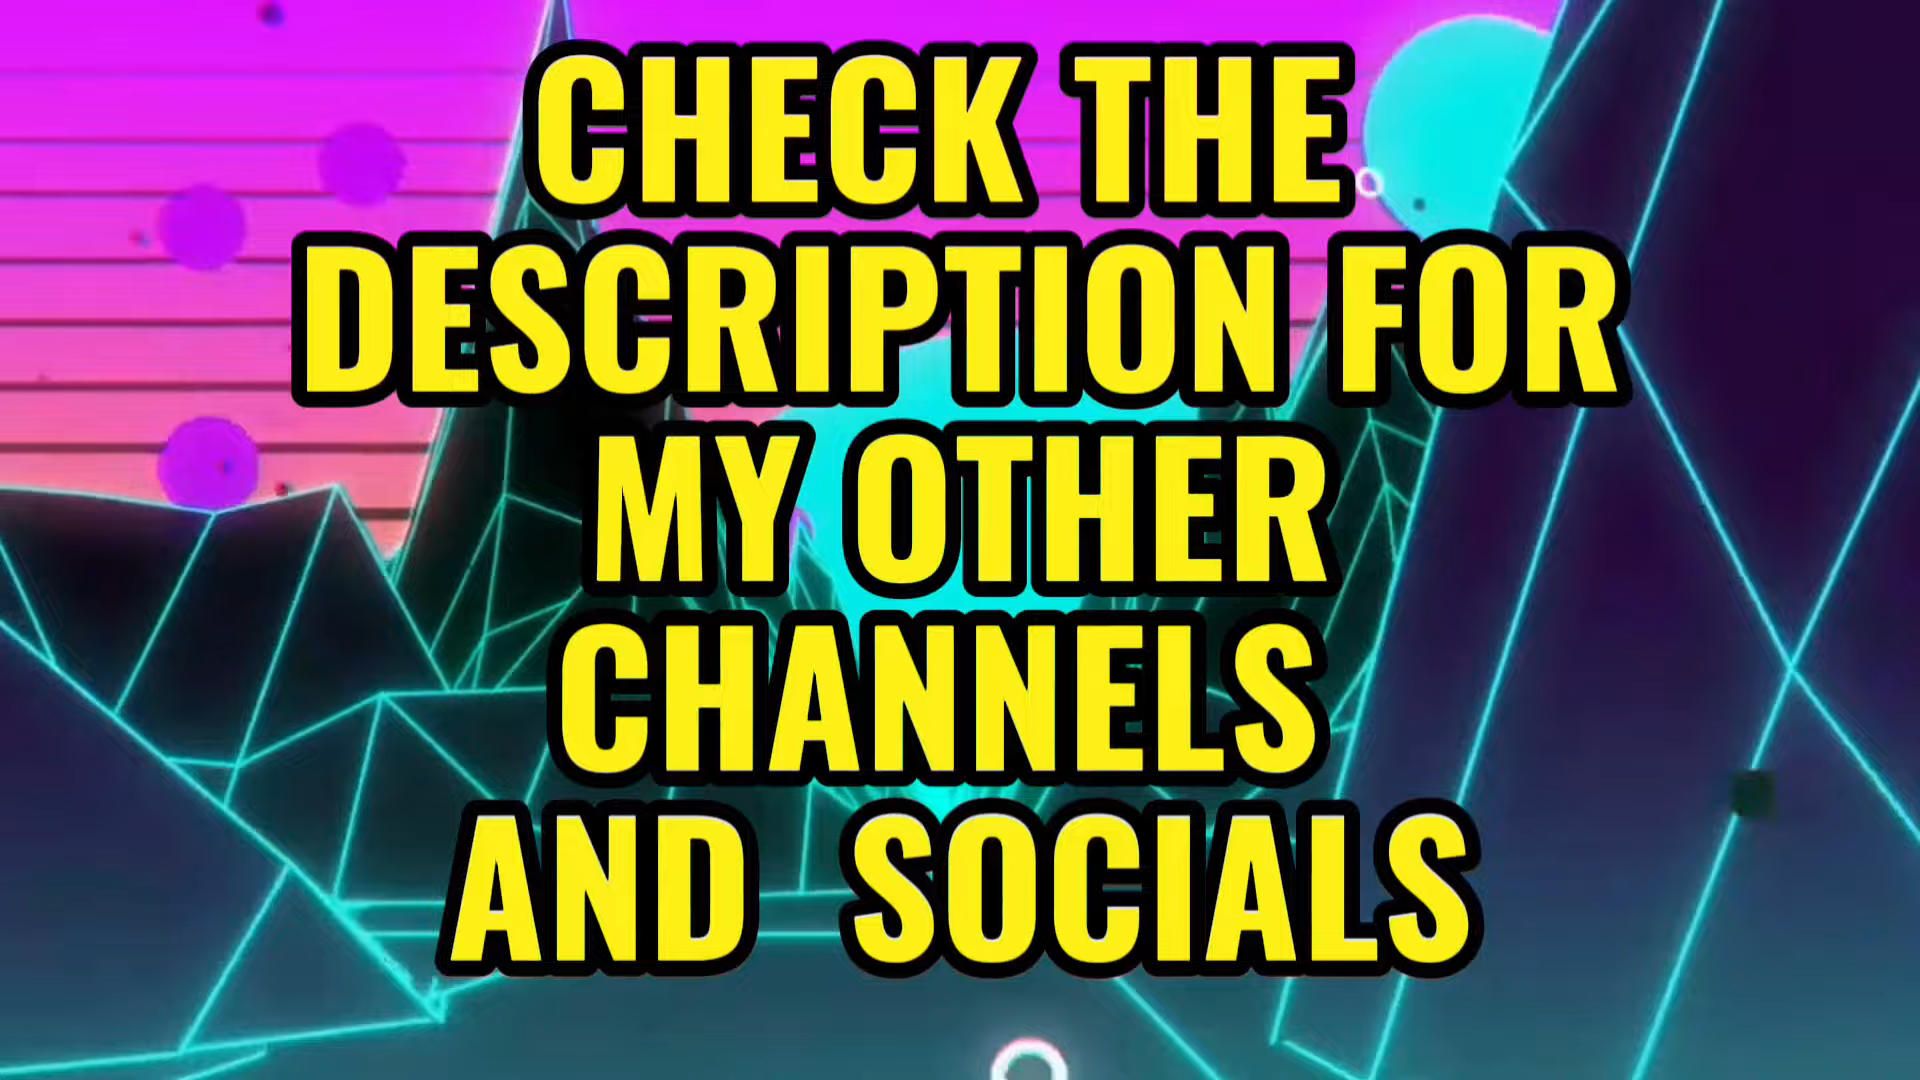 CHECK THE
DESCRIPTION FOR
MY OTHER
CHANNELS
AND SOCIALS